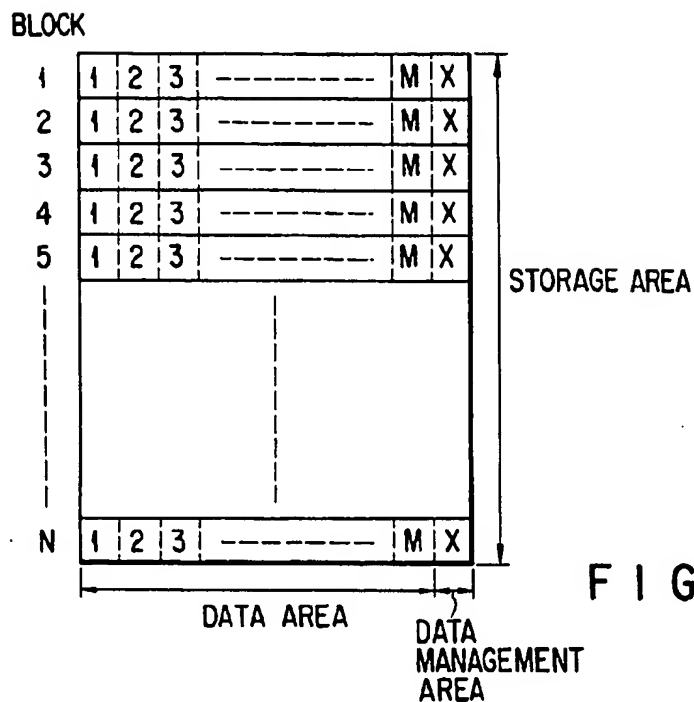 BLOCK
1 1 2 3 M X
2 1 2 3 M X
3 1 2 3 M X
4 1 2 3 M X
5 1 2 3 M X
STORAGE AREA
N 1 2 3 M X
DATA AREA
DATA
MANAGEMENT
AREA
FIG